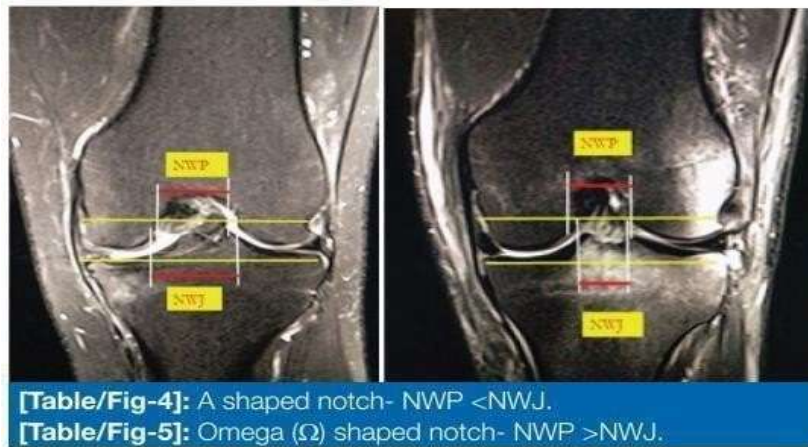 NWP
NWJ
NWP
NWJ
[Table/Fig-4]: A shaped notch- NWP <NWJ.
[Table/Fig-5]: Omega (Ω) shaped notch- NWP >NWJ.